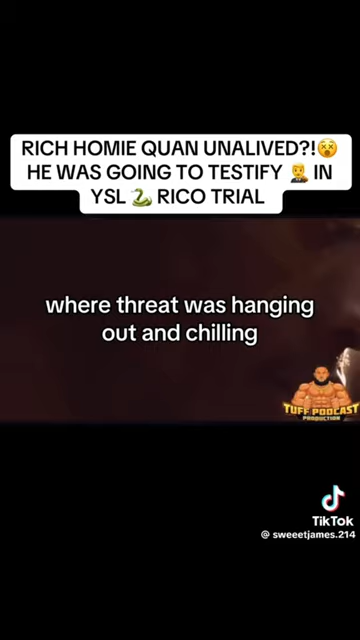 RICH HOMIE QUAN UNALIVED?!😵
HE WAS GOING TO TESTIFY 🤵 IN
YSL 🐍 RICO TRIAL
where threat was hanging
out and chilling
TUFF PODCAST
PRODUCTION
TikTok
@ sweeetjames.214